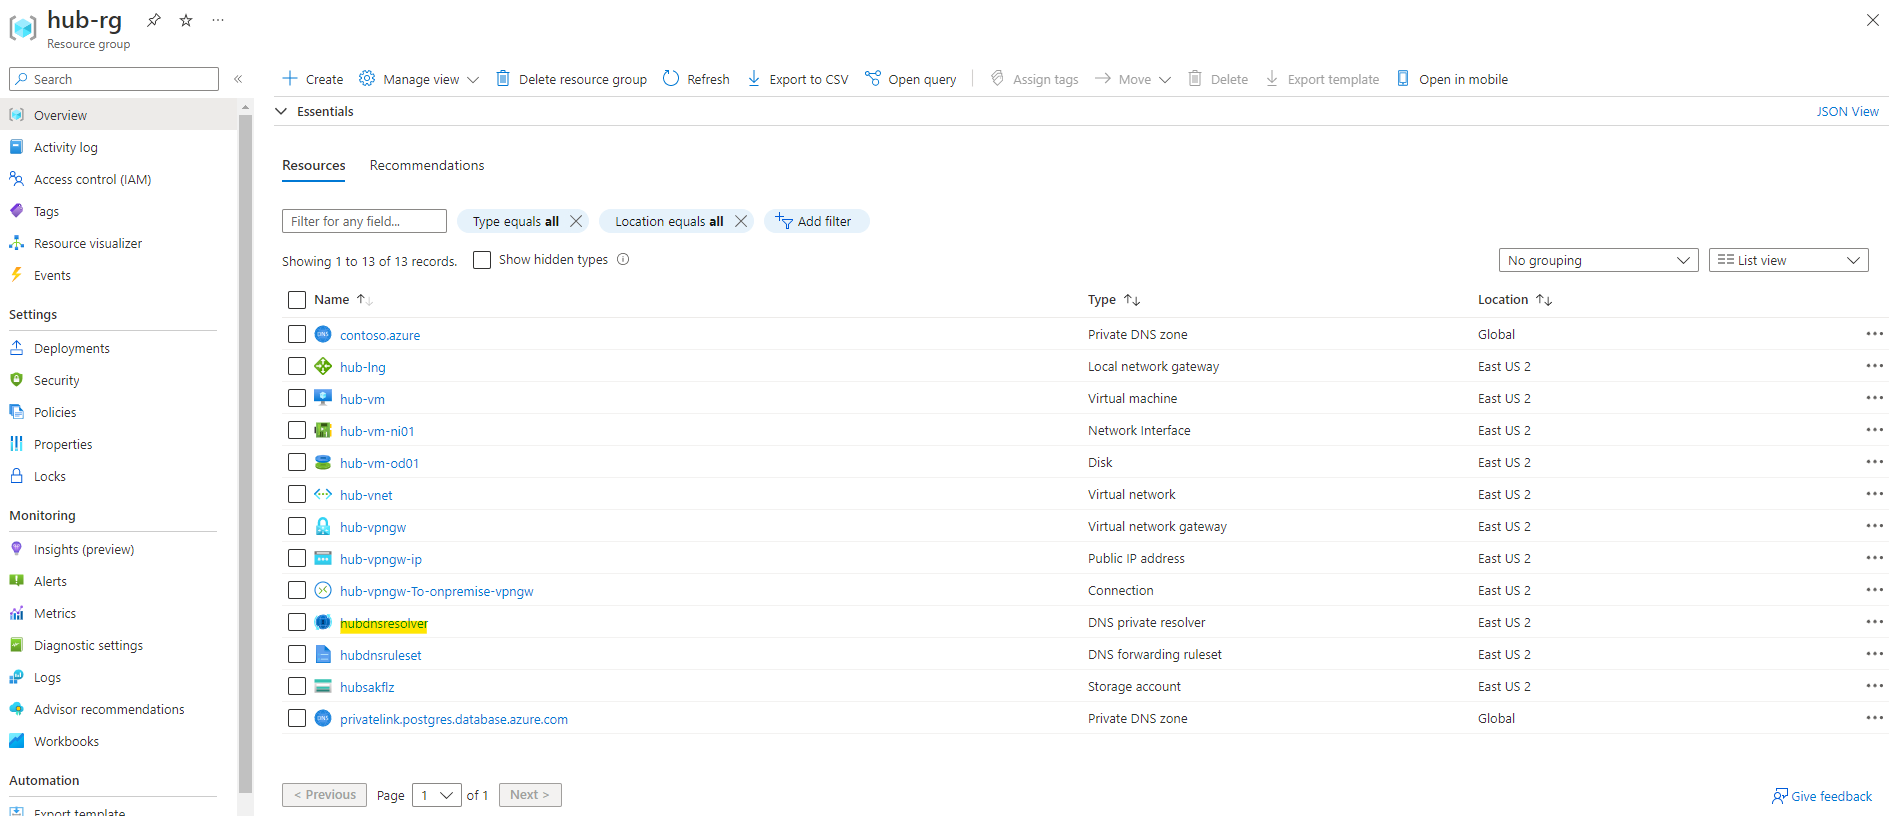 hub-rg
Resource group
Search
Overview
Activity log
Access control (IAM)
Tags
Resource visualizer
Events
Settings
Deployments
Security
Policies
Properties
Locks
Monitoring
Insights (preview)
Alerts
Metrics
Diagnostic settings
Logs
Advisor recommendations
Workbooks
Automation
Export template
Create Manage view Delete resource group Refresh Export to CSV Open query Assign tags Move Delete Export template Open in mobile
Essentials JSON View
Resources Recommendations
Filter for any field... Type equals all Location equals all Add filter
Showing 1 to 13 of 13 records. Show hidden types No grouping List view
Name Type Location
contoso.azure Private DNS zone Global
hub-lng Local network gateway East US 2
hub-vm Virtual machine East US 2
hub-vm-ni01 Network Interface East US 2
hub-vm-od01 Disk East US 2
hub-vnet Virtual network East US 2
hub-vpngw Virtual network gateway East US 2
hub-vpngw-ip Public IP address East US 2
hub-vpngw-To-onpremise-vpngw Connection East US 2
hubdnsresolver DNS private resolver East US 2
hubdnsruleset DNS forwarding ruleset East US 2
hubsakflz Storage account East US 2
privatelink.postgres.database.azure.com Private DNS zone Global
< Previous Page 1 of 1 Next >
Give feedback